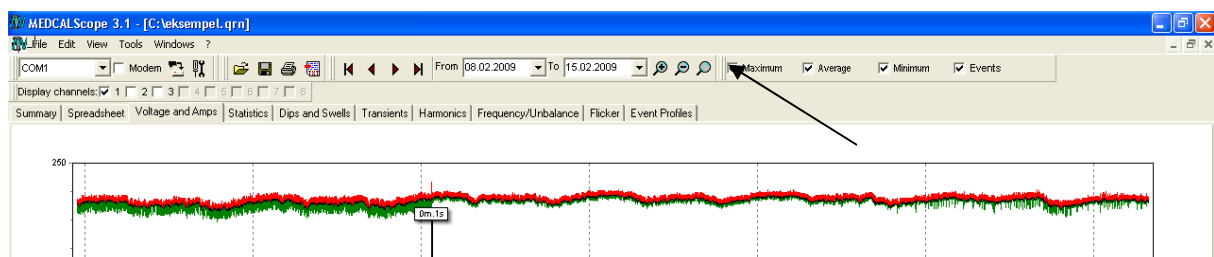 MEDCALScope 3.1 - [C:\eksempel.qrn]
File Edit View Tools Windows ?
COM1 Modem From 08.02.2009 To 15.02.2009 Maximum Average Minimum Events
Display channels: 1 2 3 4 5 6 7 8
Summary Spreadsheet Voltage and Amps Statistics Dips and Swells Transients Harmonics Frequency/Unbalance Flicker Event Profiles
250
0m.1s